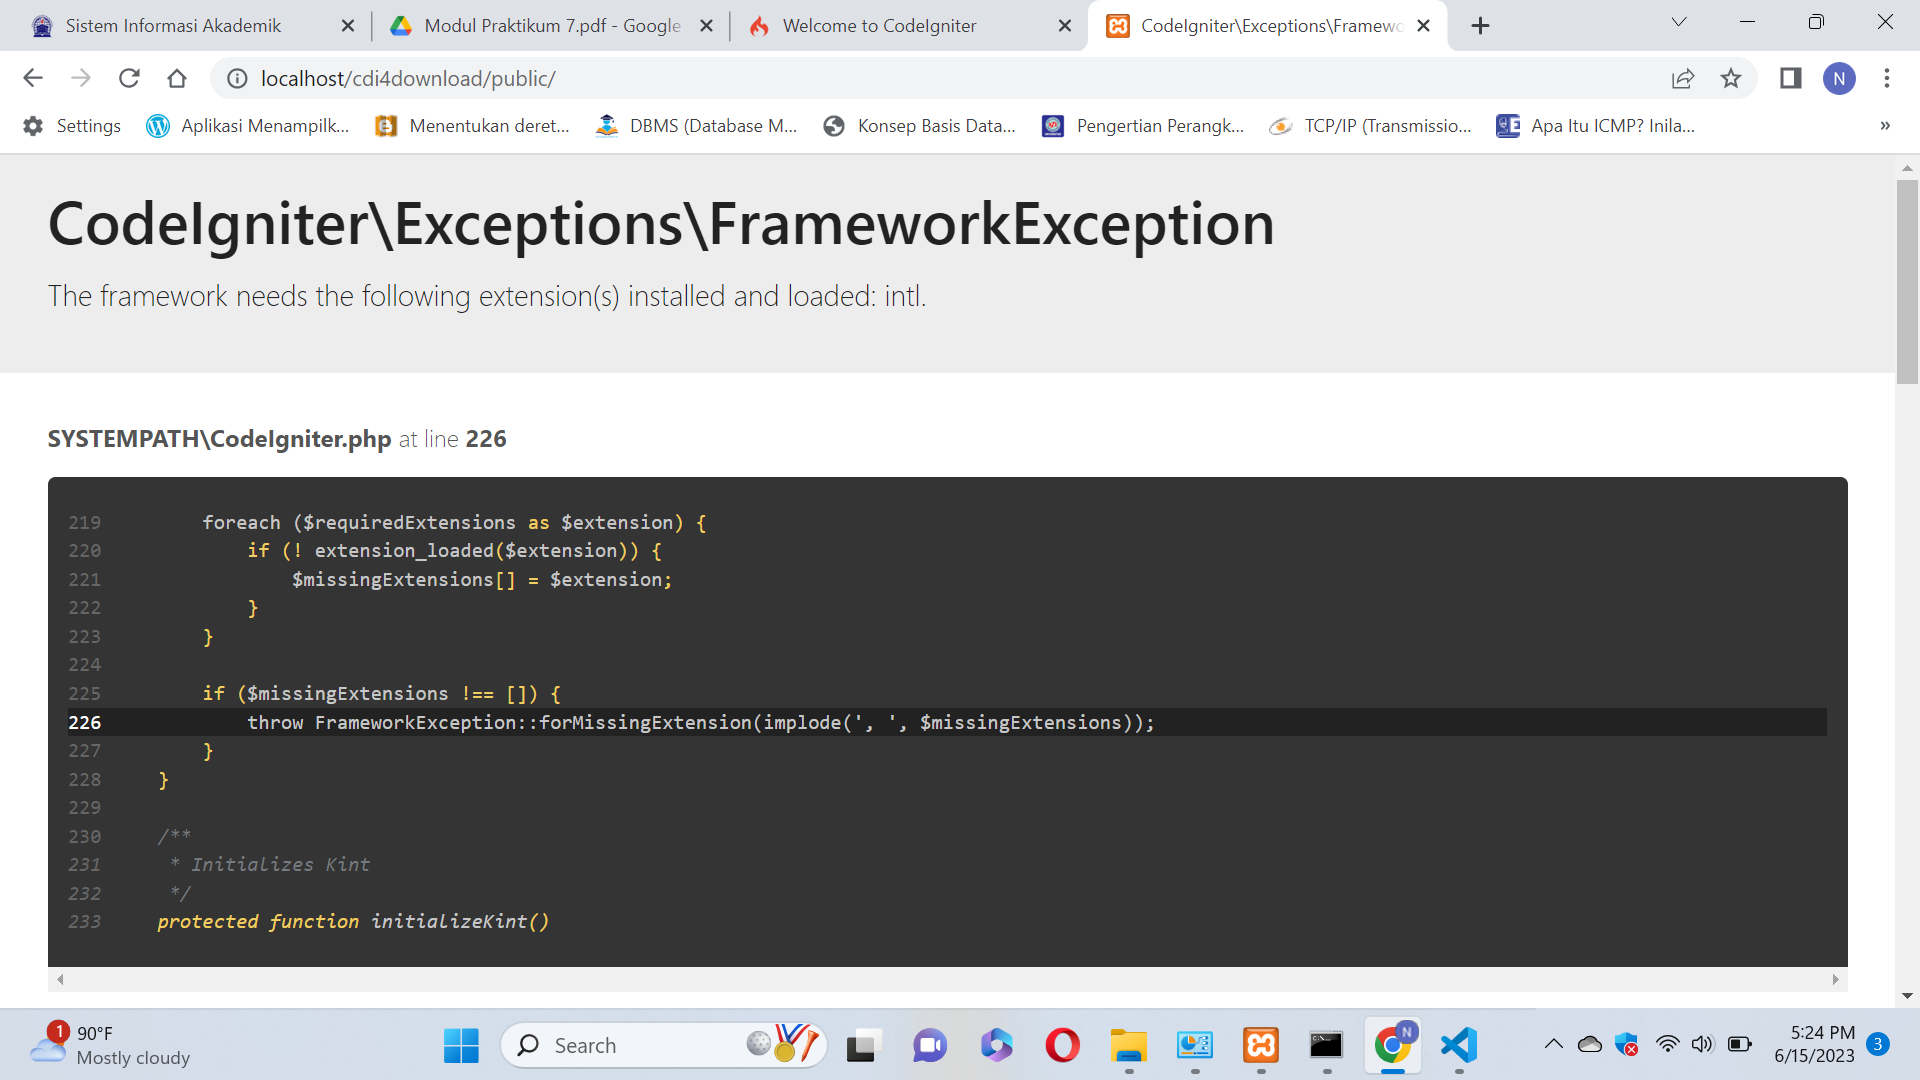 Sistem Informasi Akademik
Modul Praktikum 7.pdf - Google
Welcome to CodeIgniter
CodeIgniter\Exceptions\Framewo
localhost/cdi4download/public/
N
Settings
Aplikasi Menampilk...
Menentukan deret...
DBMS (Database M...
Konsep Basis Data...
Pengertian Perangk...
TCP/IP (Transmissio...
Apa Itu ICMP? Inila...
»
CodeIgniter\Exceptions\FrameworkException
The framework needs the following extension(s) installed and loaded: intl.
SYSTEMPATH\CodeIgniter.php at line 226
219 foreach ($requiredExtensions as $extension) {
220 if (! extension_loaded($extension)) {
221 $missingExtensions[] = $extension;
222 }
223 }
224
225 if ($missingExtensions !== []) {
226 throw FrameworkException::forMissingExtension(implode(', ', $missingExtensions));
227 }
228 }
229
230 /**
231 * Initializes Kint
232 */
233 protected function initializeKint()
1
90°F
Mostly cloudy
Search
N
5:24 PM
6/15/2023
3